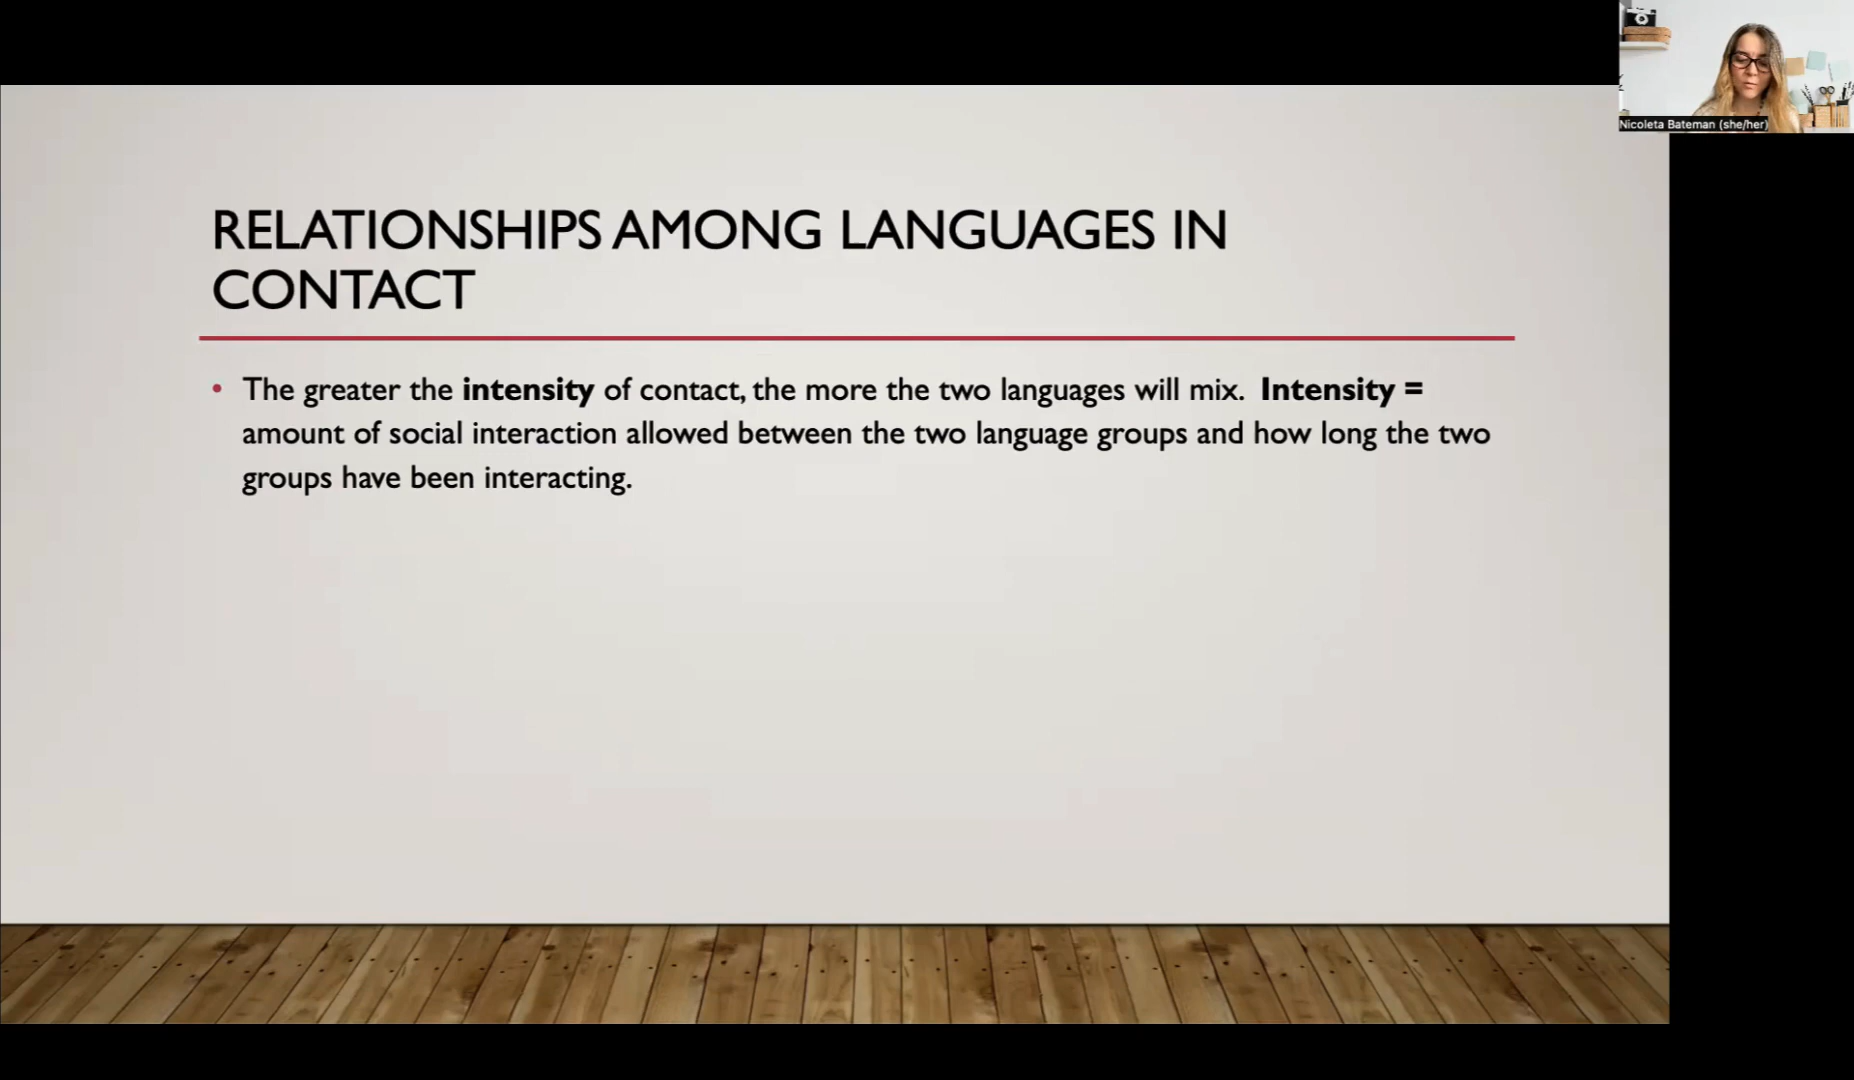 Nicoleta Bateman (she/her)
RELATIONSHIPS AMONG LANGUAGES IN
CONTACT
• The greater the intensity of contact, the more the two languages will mix.  Intensity =
amount of social interaction allowed between the two language groups and how long the two
groups have been interacting.